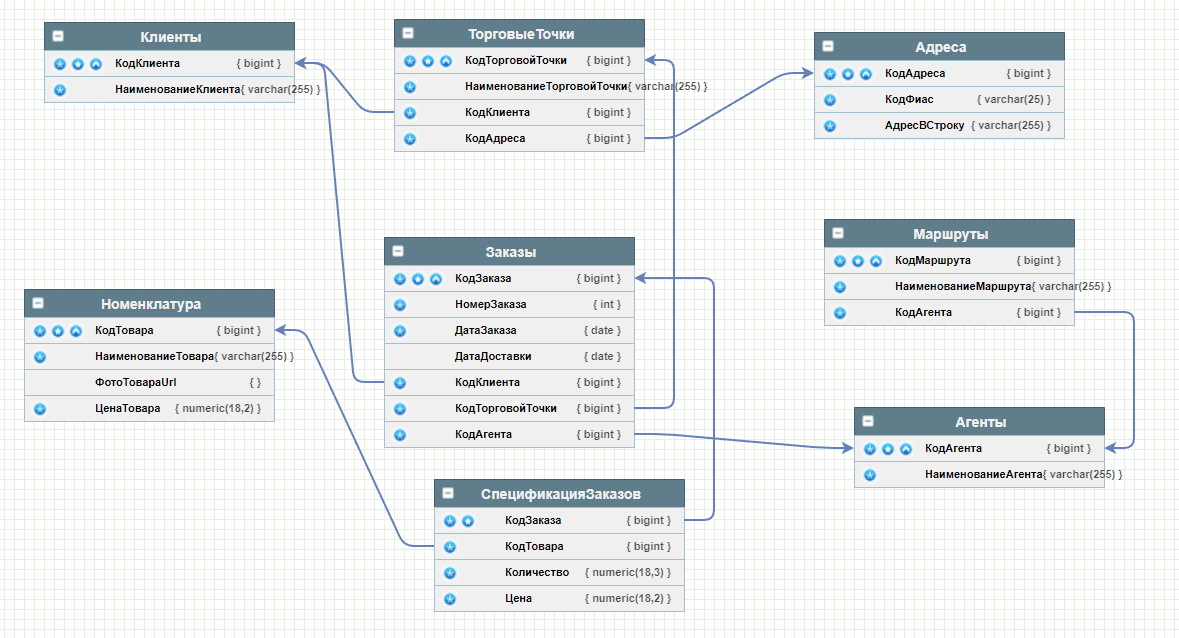 Клиенты
КодКлиента { bigint }
НаименованиеКлиента{ varchar(255) }
ТорговыеТочки
КодТорговойТочки { bigint }
НаименованиеТорговойТочки{ varchar(255) }
КодКлиента { bigint }
КодАдреса { bigint }
Адреса
КодАдреса { bigint }
КодФиас { varchar(25) }
АдресВСтроку { varchar(255) }
Маршруты
КодМаршрута { bigint }
НаименованиеМаршрута{ varchar(255) }
КодАгента { bigint }
Заказы
КодЗаказа { bigint }
НомерЗаказа { int }
ДатаЗаказа { date }
ДатаДоставки { date }
КодКлиента { bigint }
КодТорговойТочки { bigint }
КодАгента { bigint }
Номенклатура
КодТовара { bigint }
НаименованиеТовара{ varchar(255) }
ФотоТовараUrl { }
ЦенаТовара { numeric(18,2) }
Агенты
КодАгента { bigint }
НаименованиеАгента{ varchar(255) }
СпецификацияЗаказов
КодЗаказа { bigint }
КодТовара { bigint }
Количество { numeric(18,3) }
Цена { numeric(18,2) }